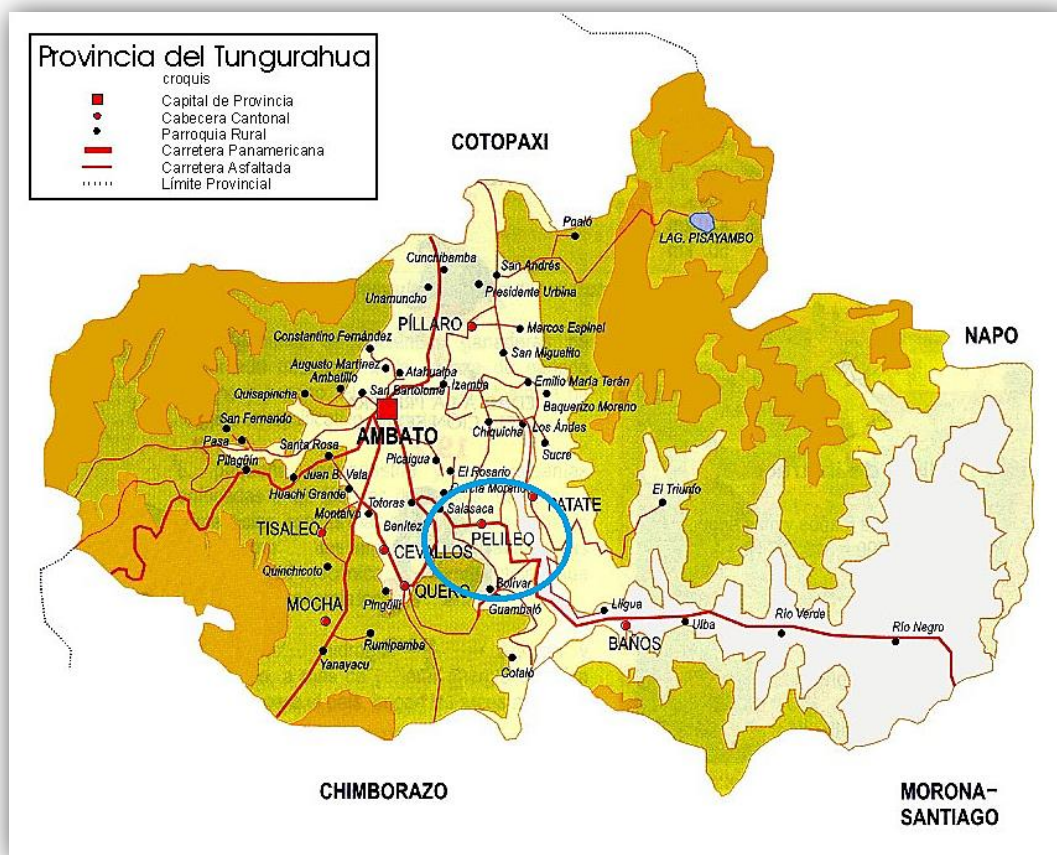 Provincia del Tungurahua
croquis
Capital de Provincia
Cabecera Cantonal
Parroquia Rural
Carretera Panamericana
Carretera Asfaltada
Límite Provincial
COTOPAXI
LAG. PISAYAMBO
Cunchibamba
San Andrés
Unamuncho
Presidente Urbina
PÍLLARO
Marcos Espinel
NAPO
Constantino Fernández
San Miguelito
Augusto Martínez
Atahualpa
Ambatillo
Izamba
Emilio María Terán
Quisapincha
San Bartolomé
Baquerizo Moreno
San Fernando
AMBATO
Chiquicha
Los Andes
Pasa
Santa Rosa
Sucre
Pilagüín
Picaigua
Juan B. Vela
El Rosario
Huachi Grande
García Moreno
El Triunfo
Totoras
Salasaca
PATATE
Montalvo
TISALEO
Benítez
PELILEO
CEVALLOS
Quinchicoto
QUERO
Bolívar
MOCHA
Pingüili
Guambaló
Lligua
Ulba
Río Verde
Río Negro
BAÑOS
Rumipamba
Yanayacu
Cotaló
CHIMBORAZO
MORONA–
SANTIAGO